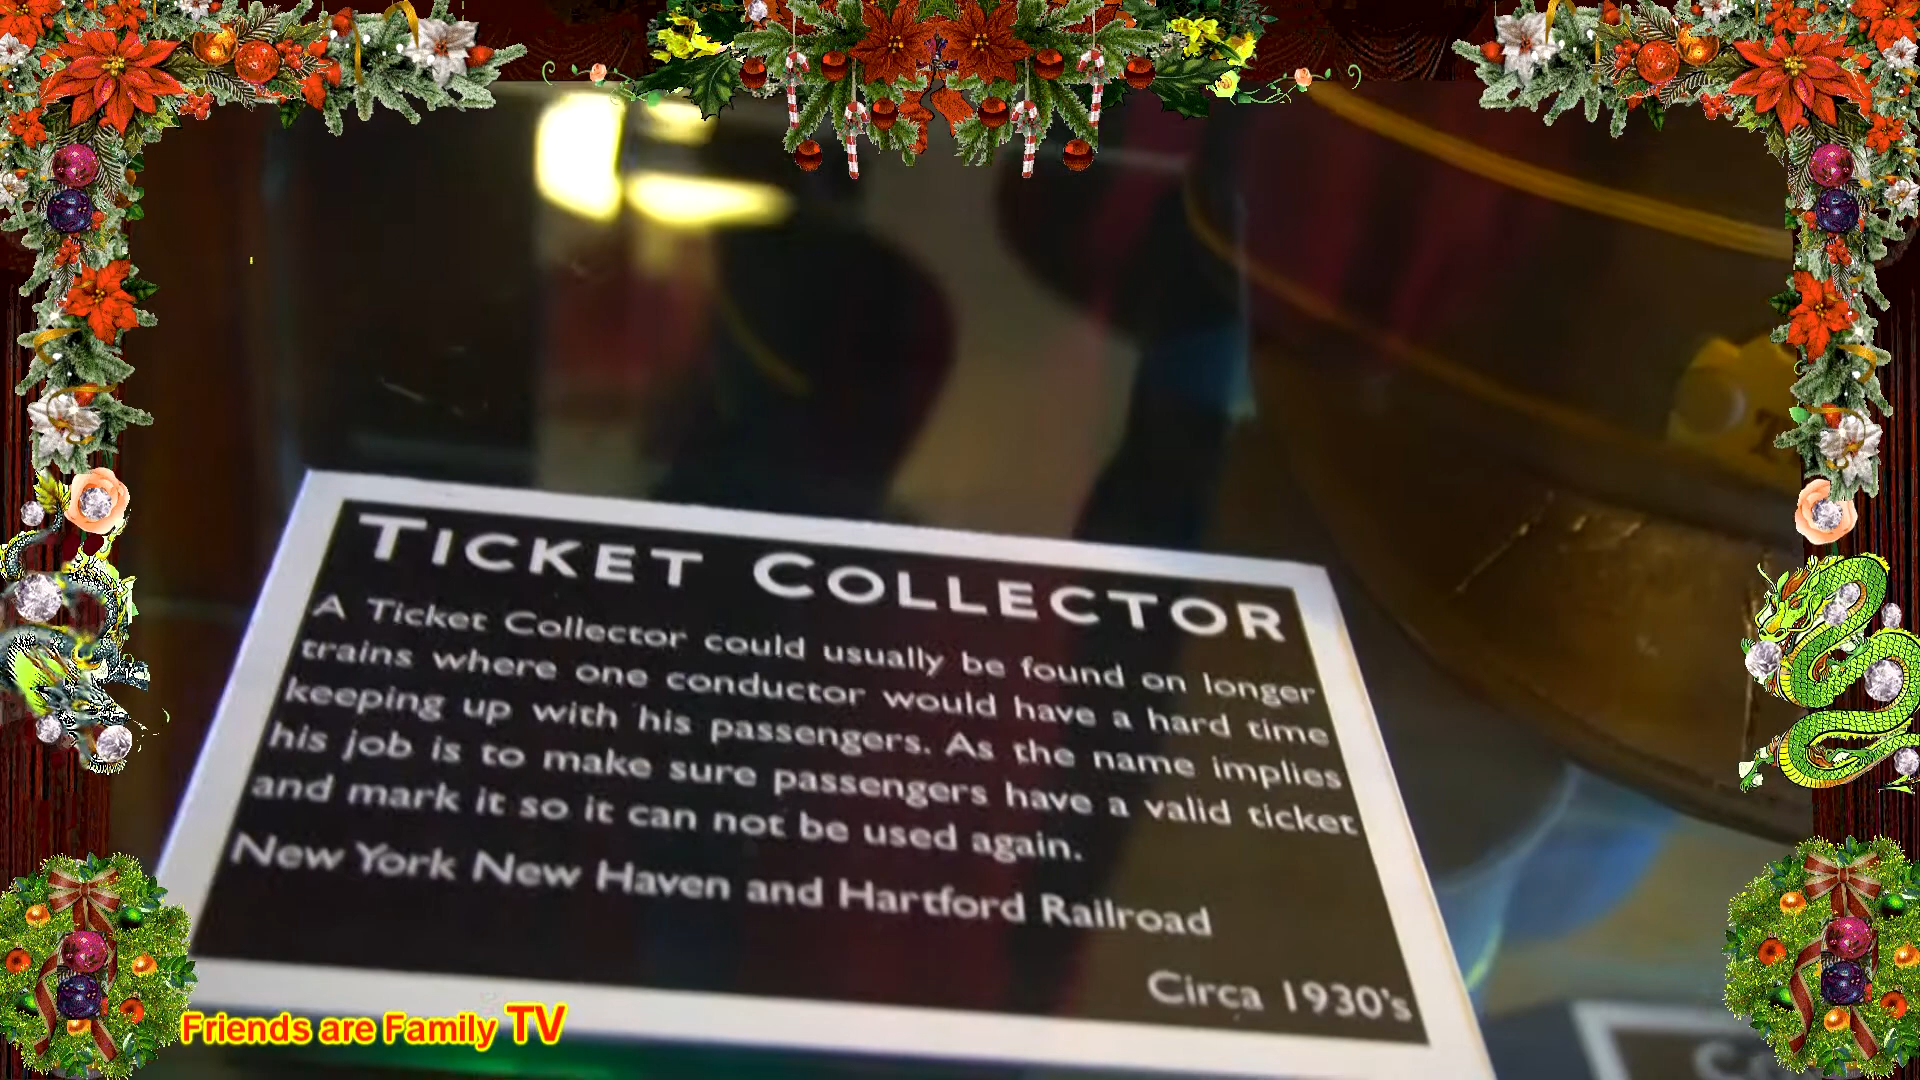 TICKET COLLECTOR
A Ticket Collector could usually be found on longer
trains where one conductor would have a hard time
keeping up with his passengers. As the name implies
his job is to make sure passengers have a valid ticket
and mark it so it can not be used again.
New York New Haven and Hartford Railroad
Circa 1930's
Friends are Family TV